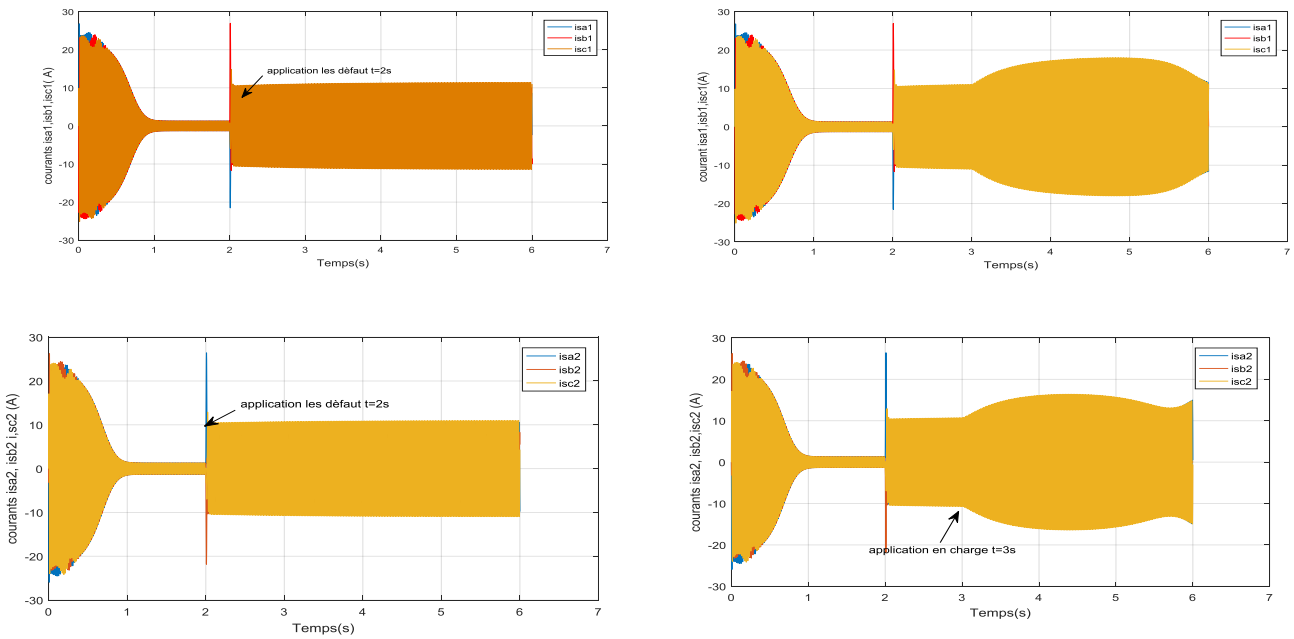 30
20
10
0
-10
-20
-30
0 1 2 3 4 5 6 7
courants isa1,isb1,isc1( A)
Temps(s)
application les dèfaut t=2s
isa1
isb1
isc1
30
20
10
0
-10
-20
-30
0 1 2 3 4 5 6 7
courant isa1,isb1,isc1(A)
Temps(s)
isa1
isb1
isc1
30
20
10
0
-10
-20
-30
0 1 2 3 4 5 6 7
courants isa2, isb2 i,sc2 (A)
Temps(s)
application les dèfaut t=2s
isa2
isb2
isc2
30
20
10
0
-10
-20
-30
0 1 2 3 4 5 6 7
courants isa2, isb2,isc2 (A)
Temps(s)
application en charge t=3s
isa2
isb2
isc2